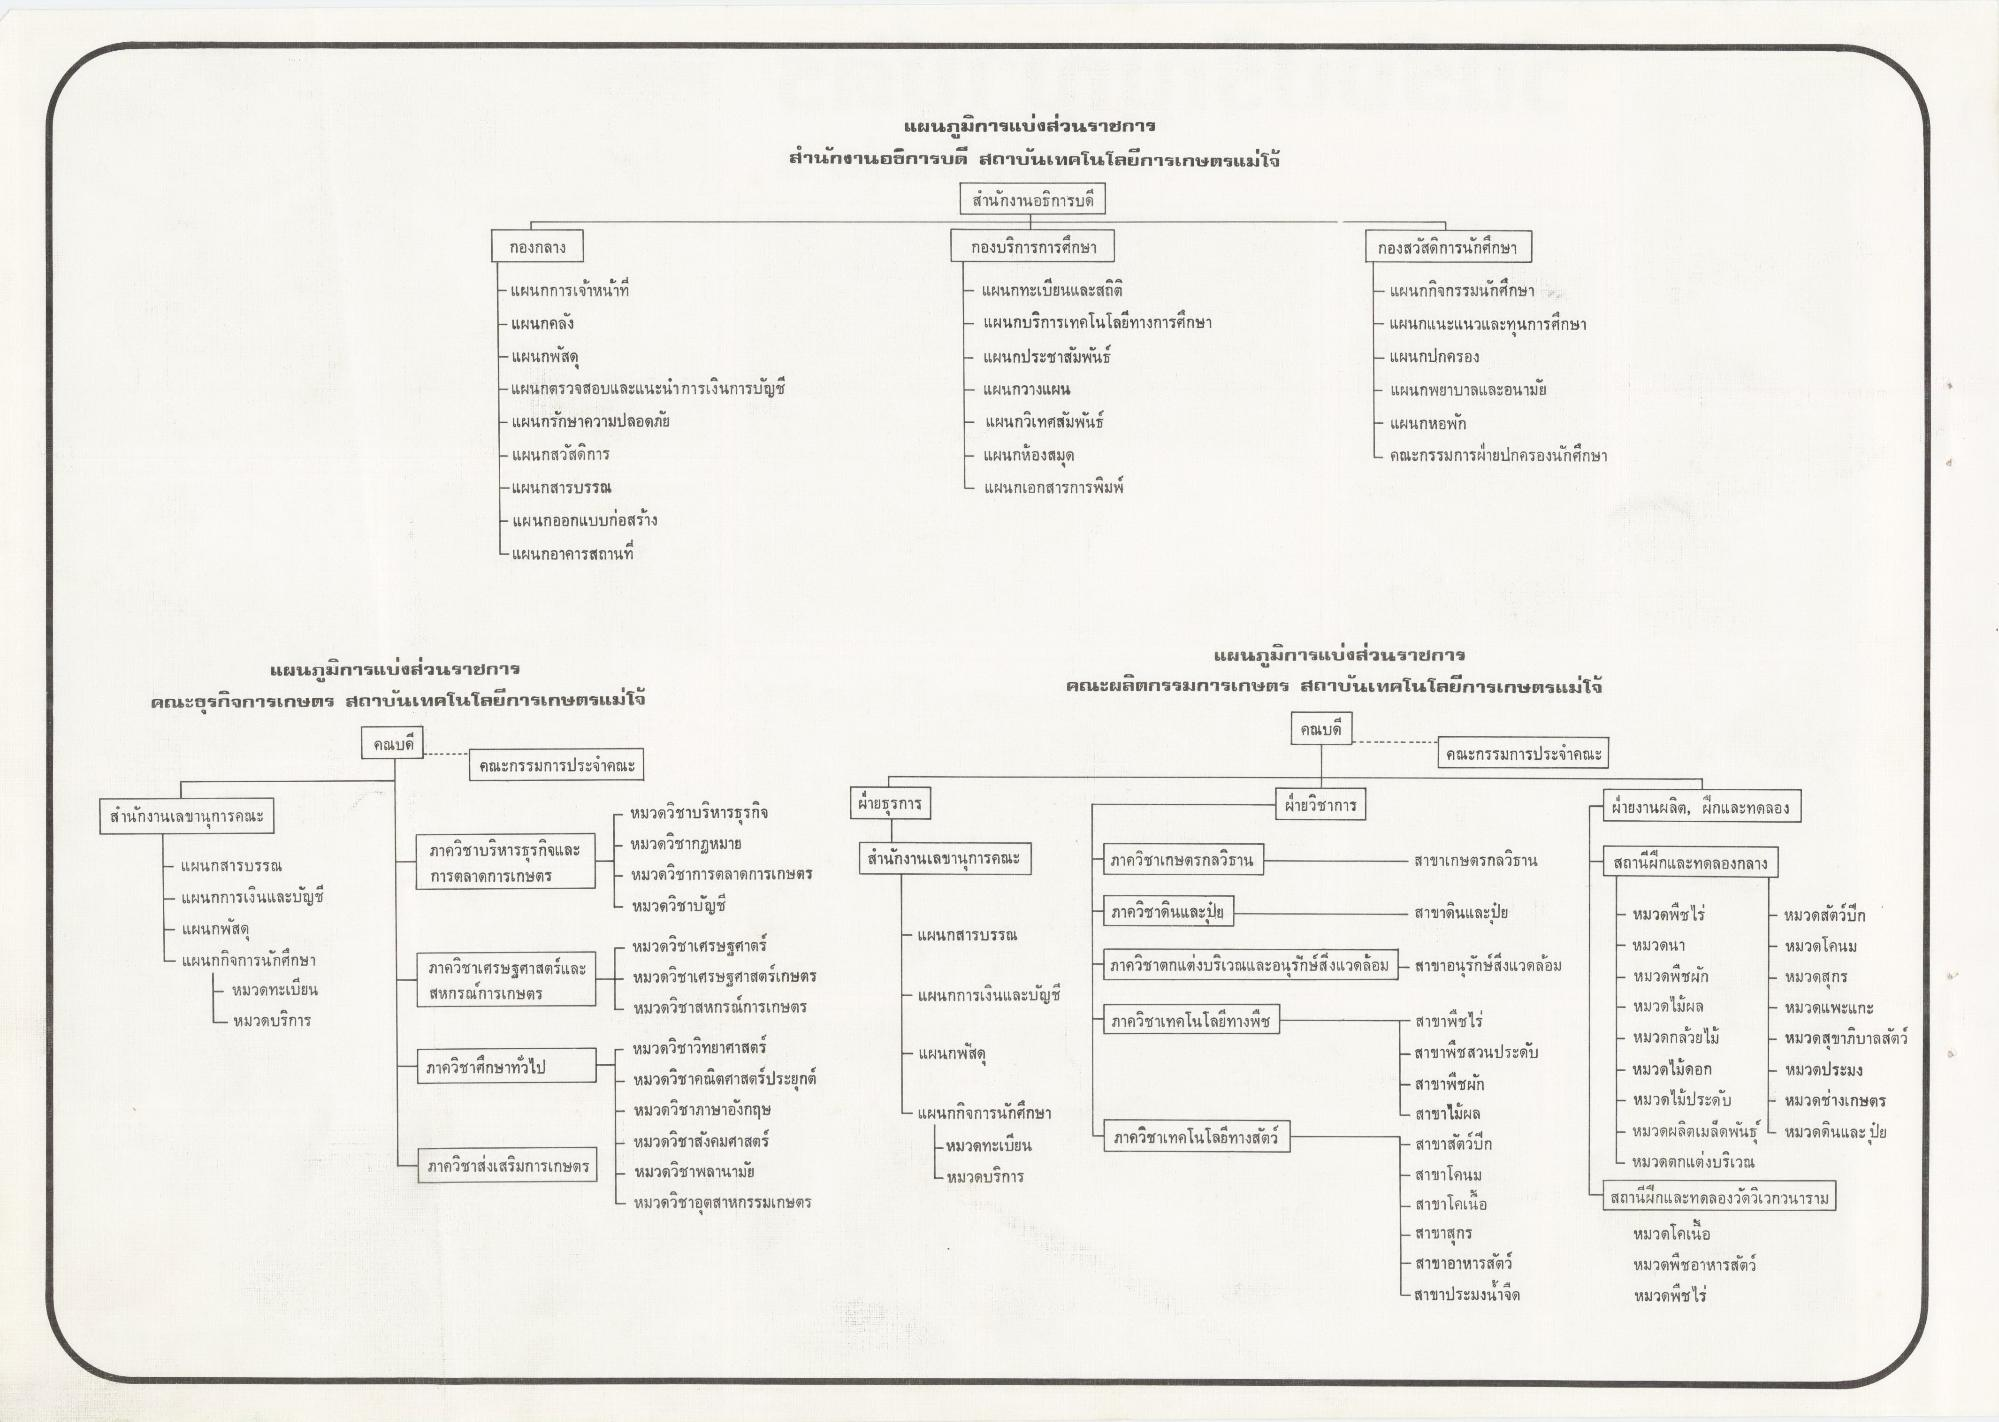 แผนภูมิการแบ่งส่วนราชการ
สำนักงานอธิการบดี สถาบันเทคโนโลยีการเกษตรแม่โจ้
สำนักงานอธิการบดี
กองกลาง
แผนกการเจ้าหน้าที่
แผนกคลัง
แผนกพัสดุ
แผนกตรวจสอบและแนะนำการเงินการบัญชี
แผนกรักษาความปลอดภัย
แผนกสวัสดิการ
แผนกสารบรรณ
แผนกออกแบบก่อสร้าง
แผนกอาคารสถานที่
กองบริการการศึกษา
แผนกทะเบียนและสถิติ
แผนกบริการเทคโนโลยีทางการศึกษา
แผนกประชาสัมพันธ์
แผนกวางแผน
แผนกวิเทศสัมพันธ์
แผนกห้องสมุด
แผนกเอกสารการพิมพ์
กองสวัสดิการนักศึกษา
แผนกกิจกรรมนักศึกษา
แผนกแนะแนวและทุนการศึกษา
แผนกปกครอง
แผนกพยาบาลและอนามัย
แผนกหอพัก
คณะกรรมการฝ่ายปกครองนักศึกษา
แผนภูมิการแบ่งส่วนราชการ
คณะธุรกิจการเกษตร สถาบันเทคโนโลยีการเกษตรแม่โจ้
คณบดี
คณะกรรมการประจำคณะ
สำนักงานเลขานุการคณะ
แผนกสารบรรณ
แผนกการเงินและบัญชี
แผนกพัสดุ
แผนกกิจการนักศึกษา
หมวดทะเบียน
หมวดบริการ
ภาควิชาบริหารธุรกิจและ
การตลาดการเกษตร
หมวดวิชาบริหารธุรกิจ
หมวดวิชากฎหมาย
หมวดวิชาการตลาดการเกษตร
หมวดวิชาบัญชี
ภาควิชาเศรษฐศาสตร์และ
สหกรณ์การเกษตร
หมวดวิชาเศรษฐศาตร์
หมวดวิชาเศรษฐศาสตร์เกษตร
หมวดวิชาสหกรณ์การเกษตร
ภาควิชาศึกษาทั่วไป
หมวดวิชาวิทยาศาสตร์
หมวดวิชาคณิตศาสตร์ประยุกต์
หมวดวิชาภาษาอังกฤษ
หมวดวิชาสังคมศาสตร์
หมวดวิชาพลานามัย
หมวดวิชาอุตสาหกรรมเกษตร
ภาควิชาส่งเสริมการเกษตร
แผนภูมิการแบ่งส่วนราชการ
คณะผลิตกรรมการเกษตร สถาบันเทคโนโลยีการเกษตรแม่โจ้
คณบดี
คณะกรรมการประจำคณะ
ฝ่ายธุรการ
สำนักงานเลขานุการคณะ
แผนกสารบรรณ
แผนกการเงินและบัญชี
แผนกพัสดุ
แผนกกิจการนักศึกษา
หมวดทะเบียน
หมวดบริการ
ฝ่ายวิชาการ
ภาควิชาเกษตรกลวิธาน
สาขาเกษตรกลวิธาน
ภาควิชาดินและปุ๋ย
สาขาดินและปุ๋ย
ภาควิชาตกแต่งบริเวณและอนุรักษ์สิ่งแวดล้อม
สาขาอนุรักษ์สิ่งแวดล้อม
ภาควิชาเทคโนโลยีทางพืช
สาขาพืชไร่
สาขาพืชสวนประดับ
สาขาพืชผัก
สาขาไม้ผล
ภาควิชาเทคโนโลยีทางสัตว์
สาขาสัตว์ปีก
สาขาโคนม
สาขาโคเนื้อ
สาขาสุกร
สาขาอาหารสัตว์
สาขาประมงน้ำจืด
ฝ่ายงานผลิต, ฝึกและทดลอง
สถานีฝึกและทดลองกลาง
หมวดพืชไร่
หมวดนา
หมวดพืชผัก
หมวดไม้ผล
หมวดกล้วยไม้
หมวดไม้ดอก
หมวดไม้ประดับ
หมวดผลิตเมล็ดพันธุ์
หมวดตกแต่งบริเวณ
หมวดสัตว์ปีก
หมวดโคนม
หมวดสุกร
หมวดแพะแกะ
หมวดสุขาภิบาลสัตว์
หมวดประมง
หมวดช่างเกษตร
หมวดดินและปุ๋ย
สถานีฝึกและทดลองวัดวิเวกวนาราม
หมวดโคเนื้อ
หมวดพืชอาหารสัตว์
หมวดพืชไร่